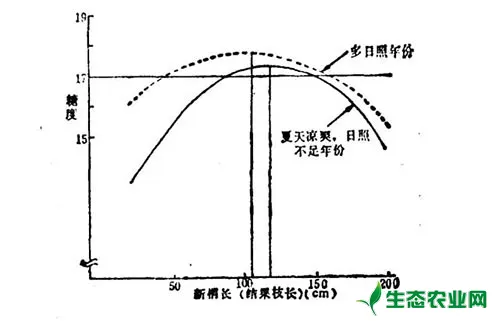 19
多日照年份
17
糖度
夏天凉爽，日照
不足年份
15
50
100
150
200
新梢长(结果枝长)(cm)
生态农业网